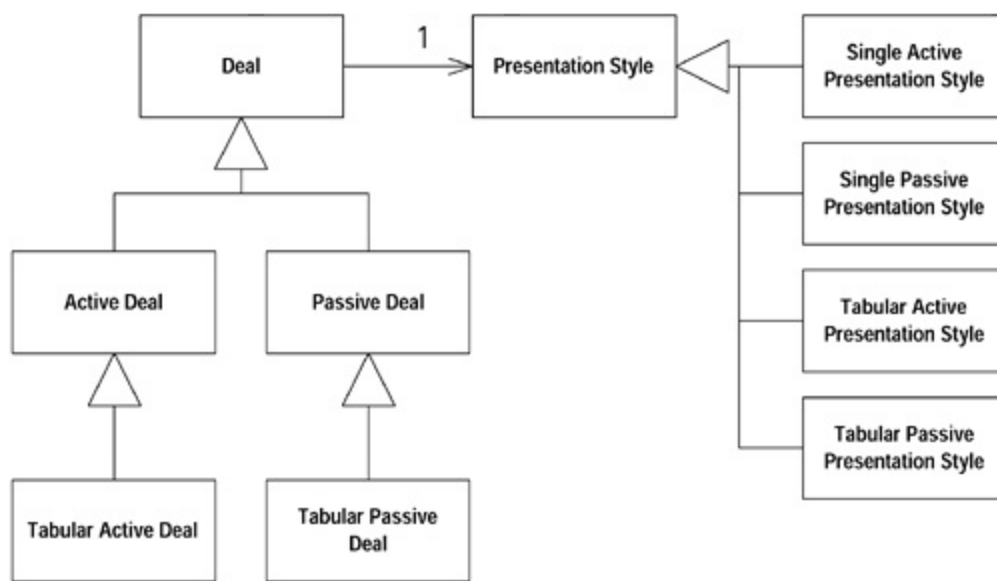 Deal
1
Presentation Style
Single Active
Presentation Style
Single Passive
Presentation Style
Active Deal
Passive Deal
Tabular Active
Presentation Style
Tabular Passive
Presentation Style
Tabular Active Deal
Tabular Passive
Deal